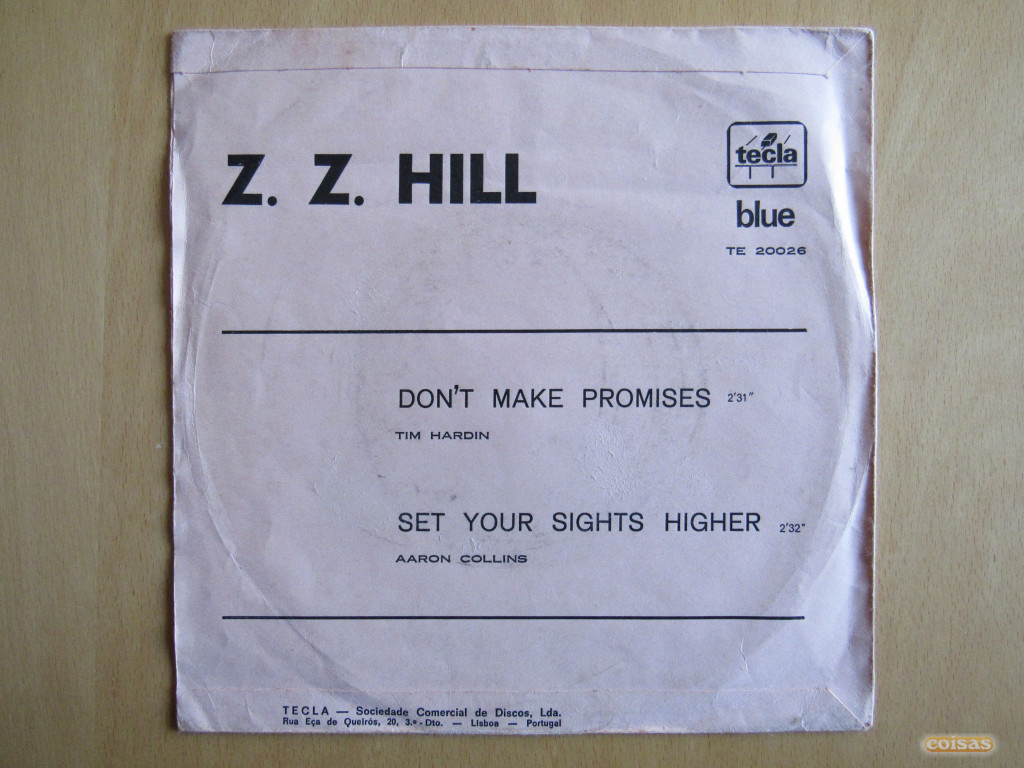 Z. Z. HILL
tecla
blue
TE 20026
DON'T MAKE PROMISES 2'31"
TIM HARDIN
SET YOUR SIGHTS HIGHER 2'32"
AARON COLLINS
TECLA — Sociedade Comercial de Discos, Lda.
Rua Eça de Queirós, 20, 3.º - Dto. — Lisboa — Portugal
coisas